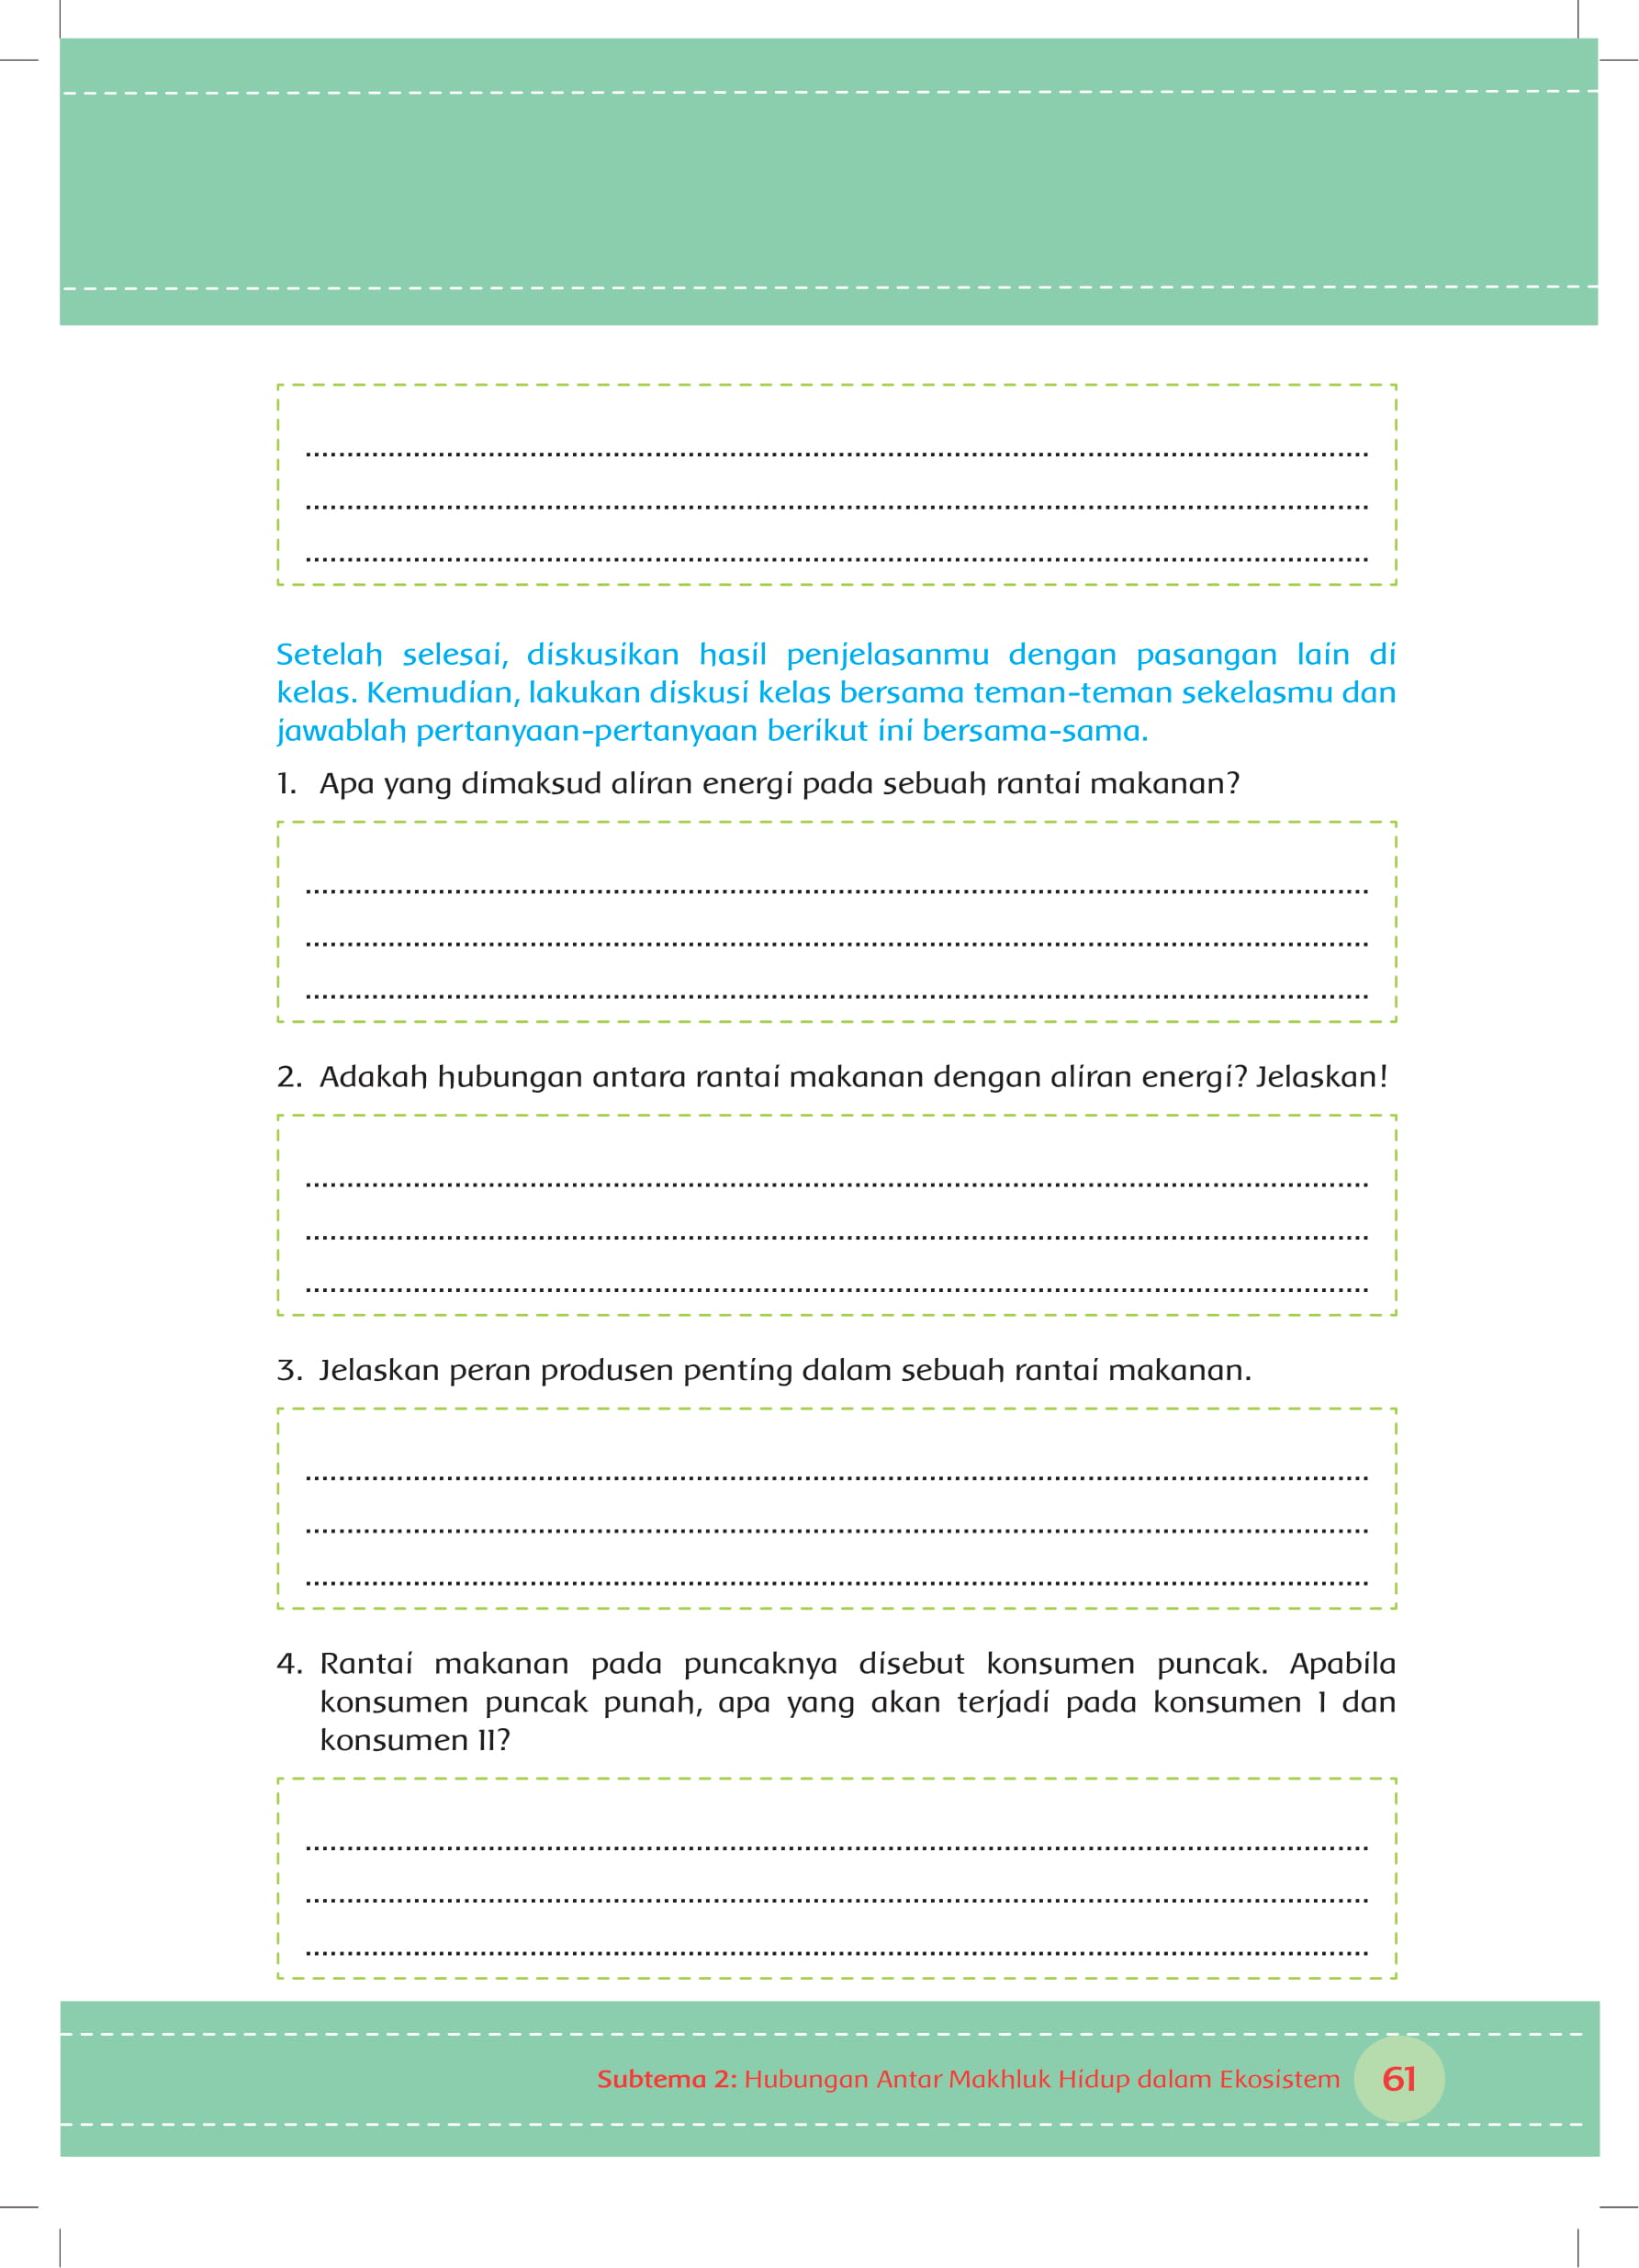 Setelah selesai, diskusikan hasil penjelasanmu dengan pasangan lain di
kelas. Kemudian, lakukan diskusi kelas bersama teman-teman sekelasmu dan
jawablah pertanyaan-pertanyaan berikut ini bersama-sama.
1. Apa yang dimaksud aliran energi pada sebuah rantai makanan?
2. Adakah hubungan antara rantai makanan dengan aliran energi? Jelaskan!
3. Jelaskan peran produsen penting dalam sebuah rantai makanan.
4. Rantai makanan pada puncaknya disebut konsumen puncak. Apabila
konsumen puncak punah, apa yang akan terjadi pada konsumen I dan
konsumen II?
Subtema 2: Hubungan Antar Makhluk Hidup dalam Ekosistem 61